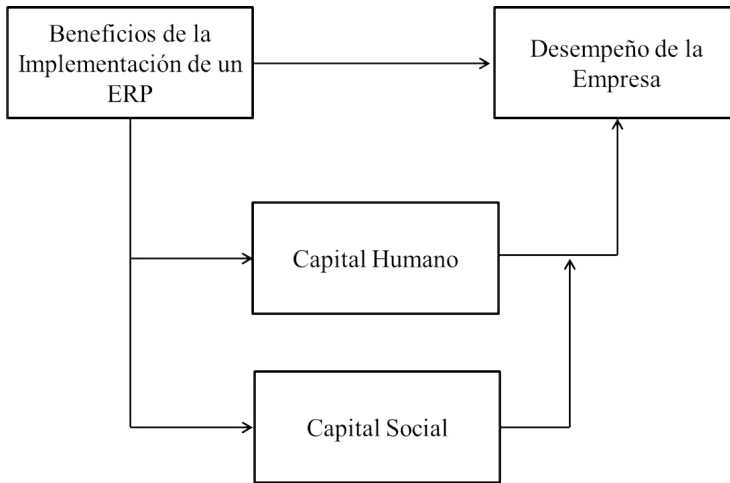 Beneficios de la
Implementación de un
ERP
Desempeño de la
Empresa
Capital Humano
Capital Social